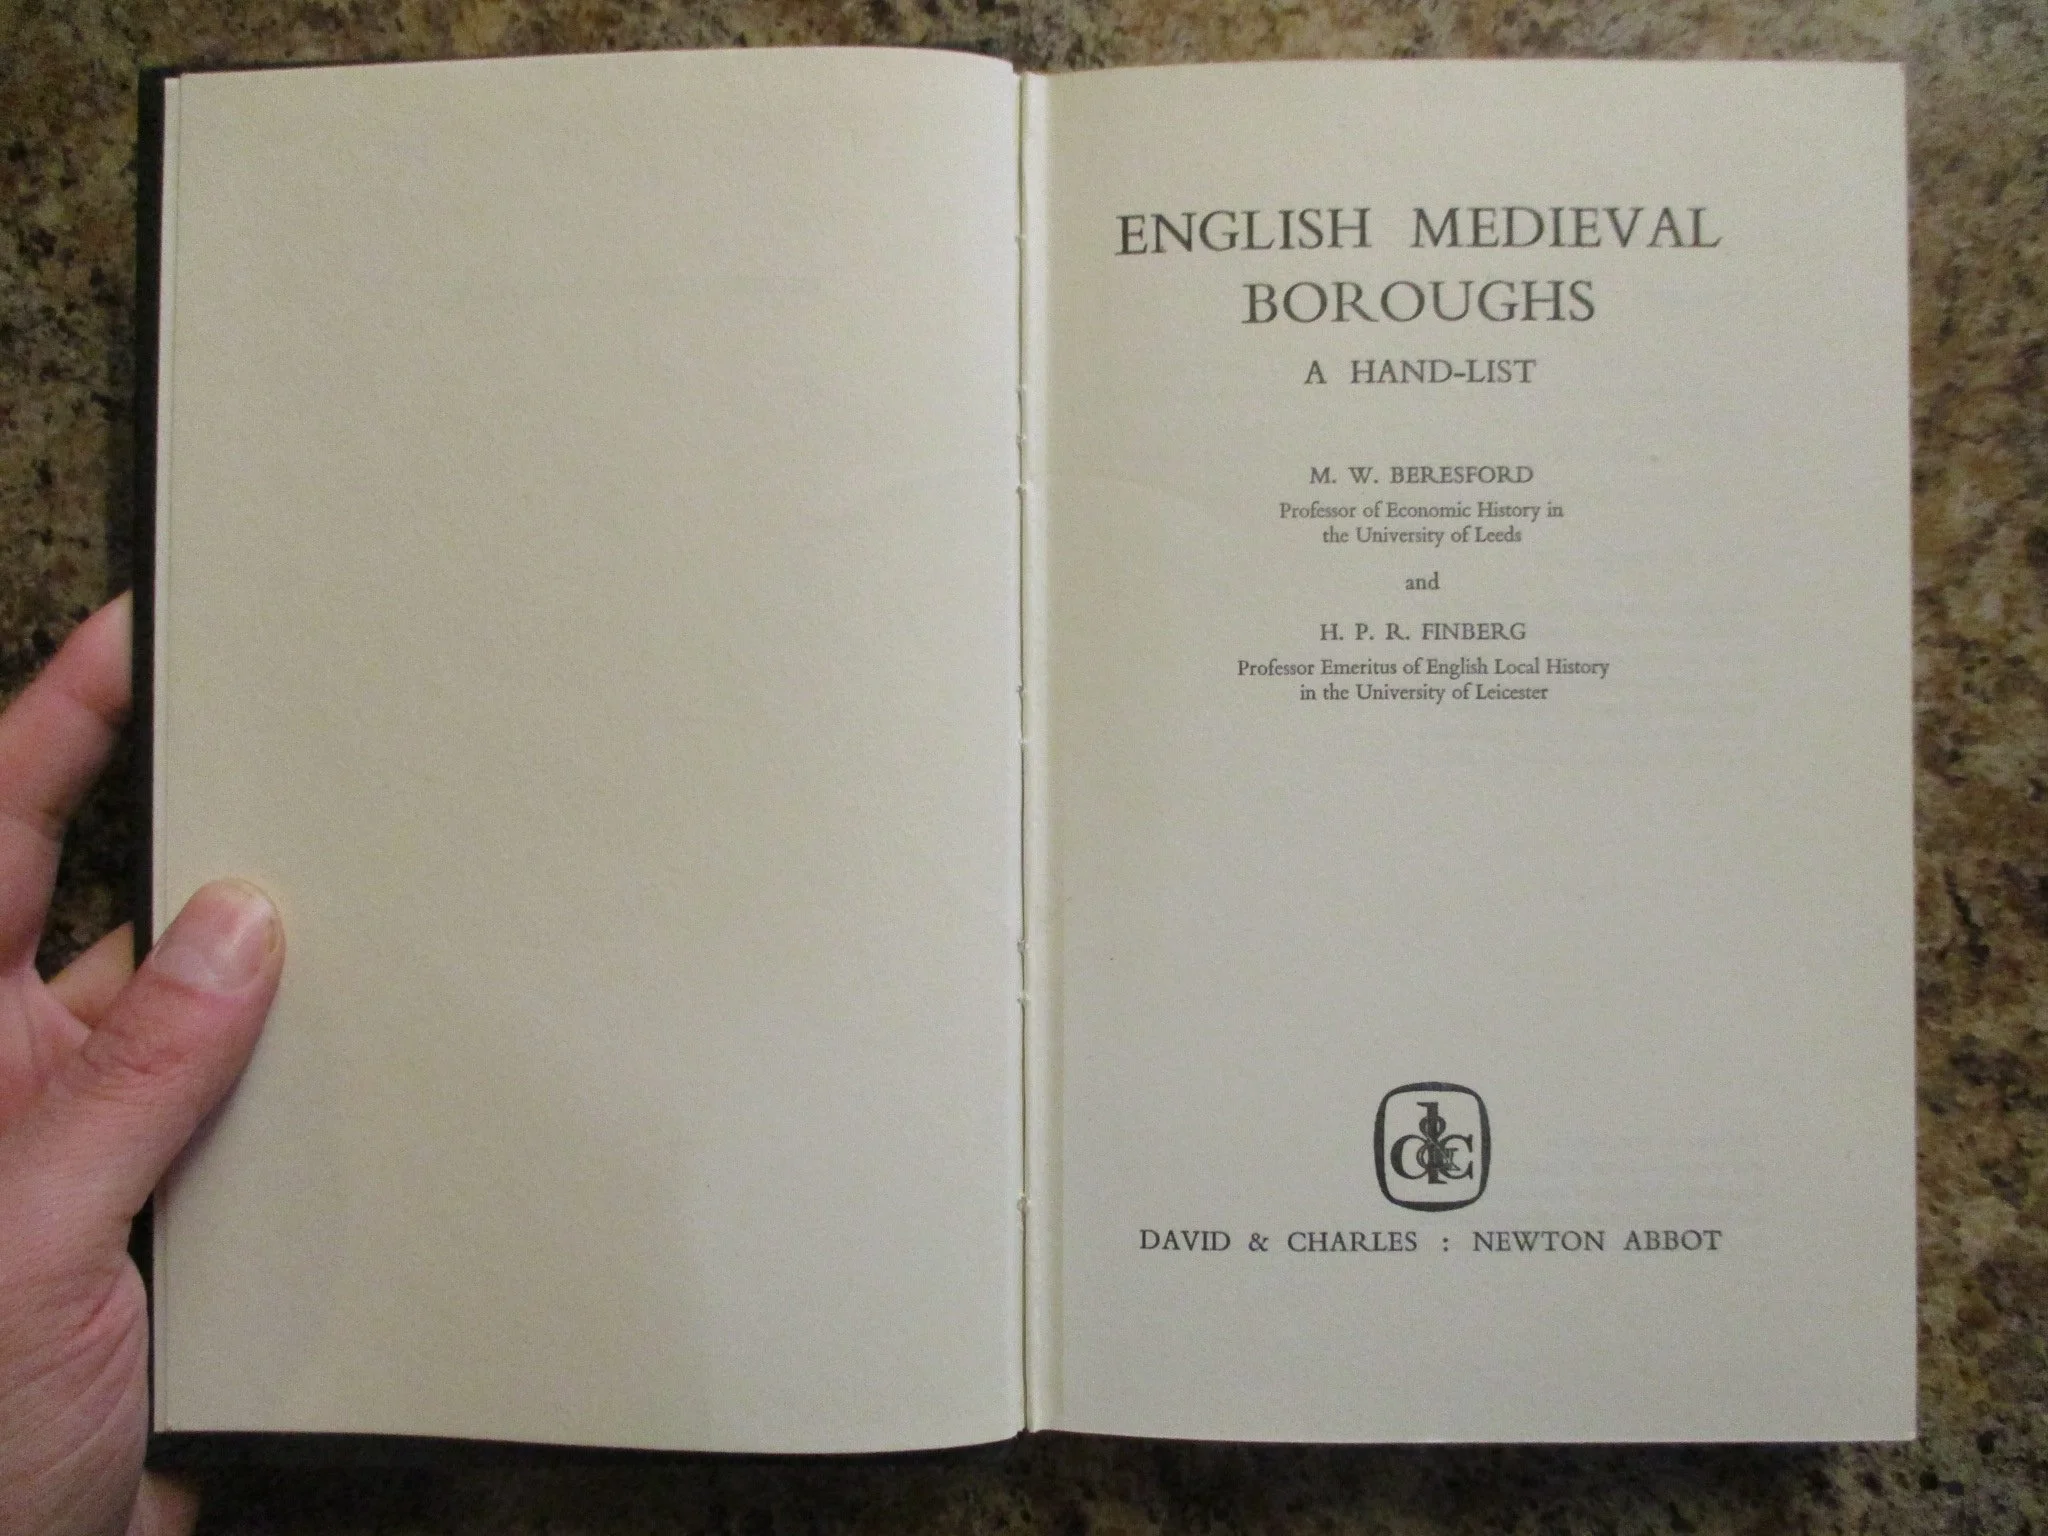 ENGLISH MEDIEVAL
BOROUGHS
A HAND-LIST
M. W. BERESFORD
Professor of Economic History in
the University of Leeds
and
H. P. R. FINBERG
Professor Emeritus of English Local History
in the University of Leicester
DAVID & CHARLES : NEWTON ABBOT